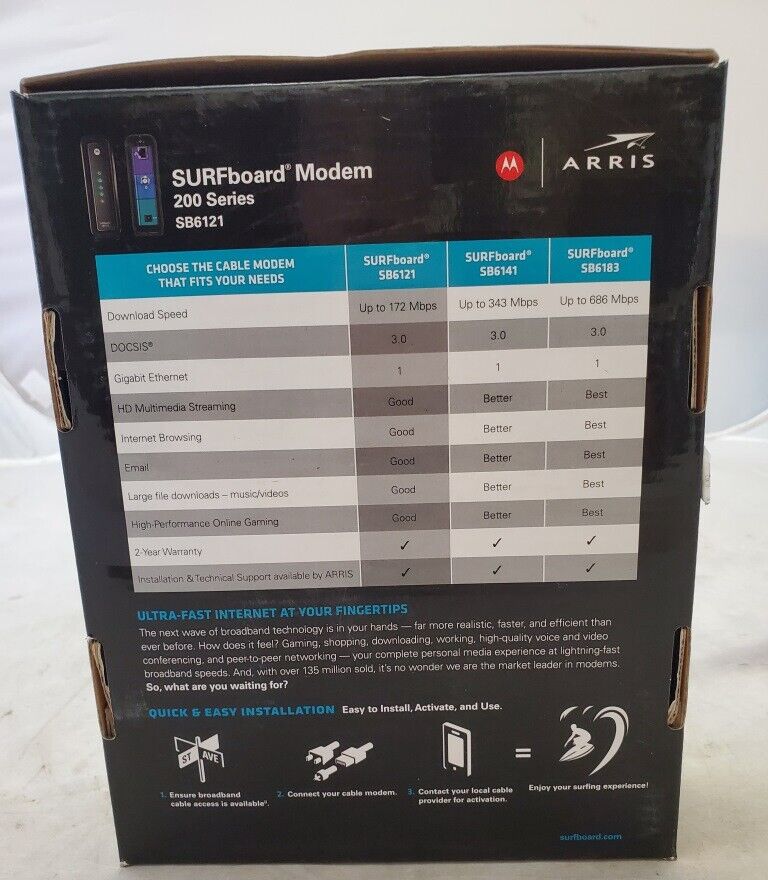 SURFboard® Modem
200 Series
SB6121
ARRIS
CHOOSE THE CABLE MODEM THAT FITS YOUR NEEDS SURFboard® SB6121 SURFboard® SB6141 SURFboard® SB6183
Download Speed Up to 172 Mbps Up to 343 Mbps Up to 686 Mbps
DOCSIS® 3.0 3.0 3.0
Gigabit Ethernet 1 1 1
HD Multimedia Streaming Good Better Best
Internet Browsing Good Better Best
Email Good Better Best
Large file downloads – music/videos Good Better Best
High-Performance Online Gaming Good Better Best
2-Year Warranty ✓ ✓ ✓
Installation & Technical Support available by ARRIS ✓ ✓ ✓
ULTRA-FAST INTERNET AT YOUR FINGERTIPS
The next wave of broadband technology is in your hands — far more realistic, faster, and efficient than
ever before. How does it feel? Gaming, shopping, downloading, working, high-quality voice and video
conferencing, and peer-to-peer networking — your complete personal media experience at lightning-fast
broadband speeds. And, with over 135 million sold, it's no wonder we are the market leader in modems.
So, what are you waiting for?
QUICK & EASY INSTALLATION Easy to Install, Activate, and Use.
ST AVE
=
1. Ensure broadband
cable access is available*.
2. Connect your cable modem.
3. Contact your local cable
provider for activation.
Enjoy your surfing experience!
surfboard.com